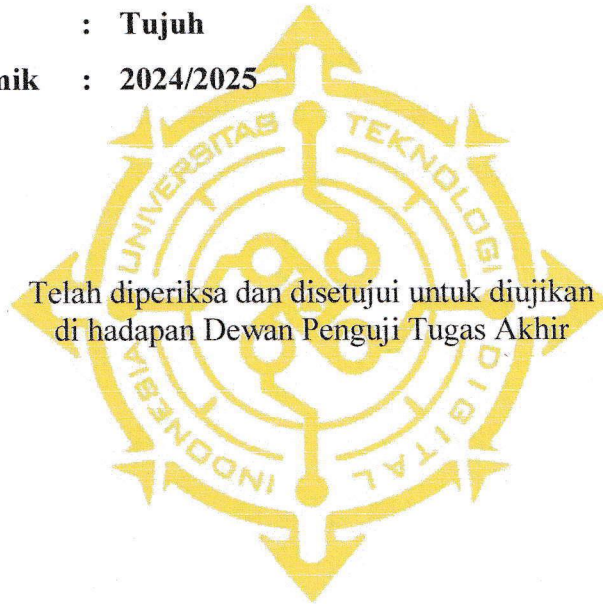 : Tujuh
mik : 2024/2025
Telah diperiksa dan disetujui untuk diujikan
di hadapan Dewan Penguji Tugas Akhir
UNIVERSITAS TEKNOLOGI DIGITAL INDONESIA